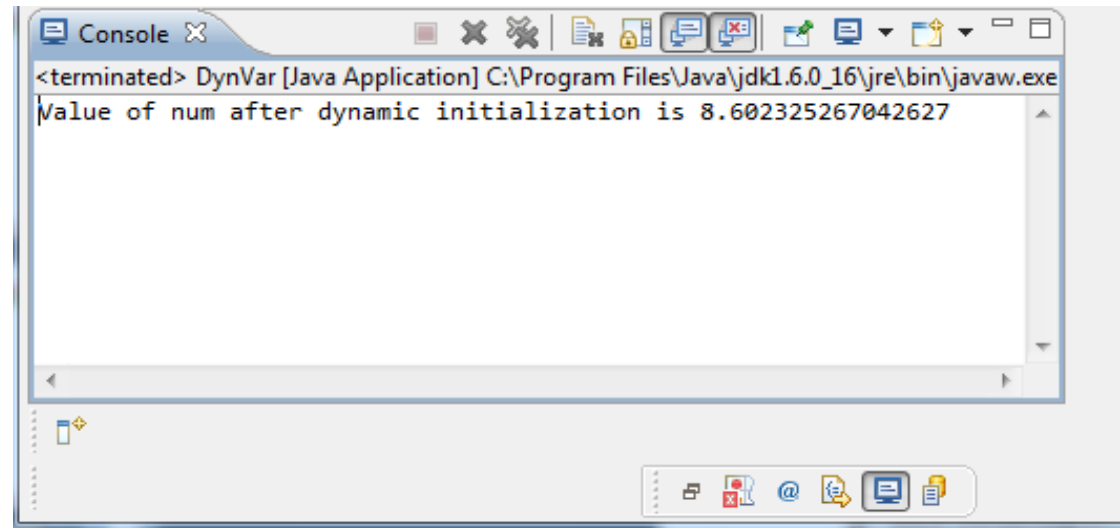 Console
<terminated> DynVar [Java Application] C:\Program Files\Java\jdk1.6.0_16\jre\bin\javaw.exe
Value of num after dynamic initialization is 8.602325267042627